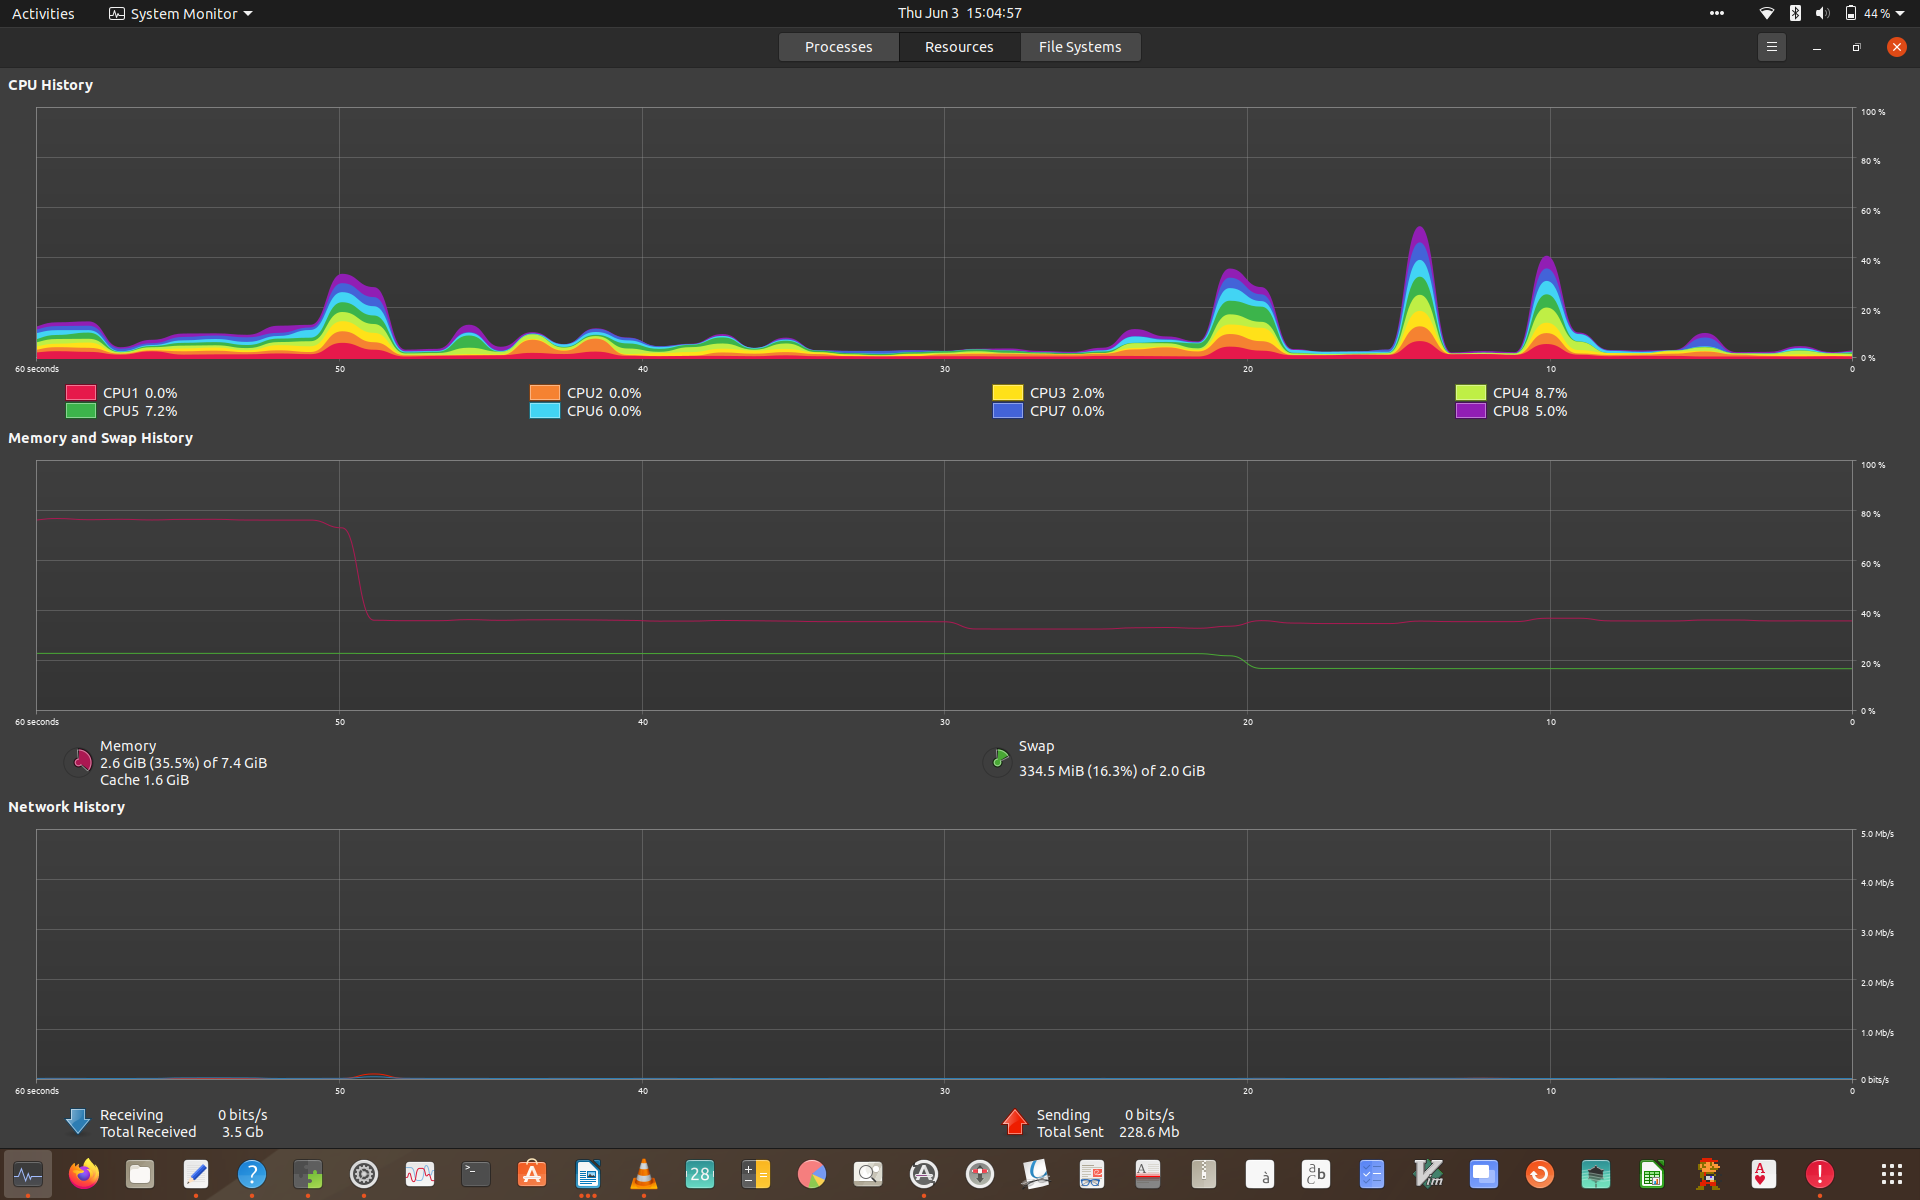 Activities System Monitor Thu Jun 3 15:04:57 44 %
Processes Resources File Systems
CPU History
100 %
80 %
60 %
40 %
20 %
0 %
60 seconds 50 40 30 20 10 0
CPU1 0.0% CPU2 0.0% CPU3 2.0% CPU4 8.7%
CPU5 7.2% CPU6 0.0% CPU7 0.0% CPU8 5.0%
Memory and Swap History
100 %
80 %
60 %
40 %
20 %
0 %
60 seconds 50 40 30 20 10 0
Memory
2.6 GiB (35.5%) of 7.4 GiB
Cache 1.6 GiB
Swap
334.5 MiB (16.3%) of 2.0 GiB
Network History
5.0 Mb/s
4.0 Mb/s
3.0 Mb/s
2.0 Mb/s
1.0 Mb/s
0 bits/s
60 seconds 50 40 30 20 10 0
Receiving 0 bits/s Sending 0 bits/s
Total Received 3.5 Gb Total Sent 228.6 Mb
>_ A 28 A à a b c b Vim A